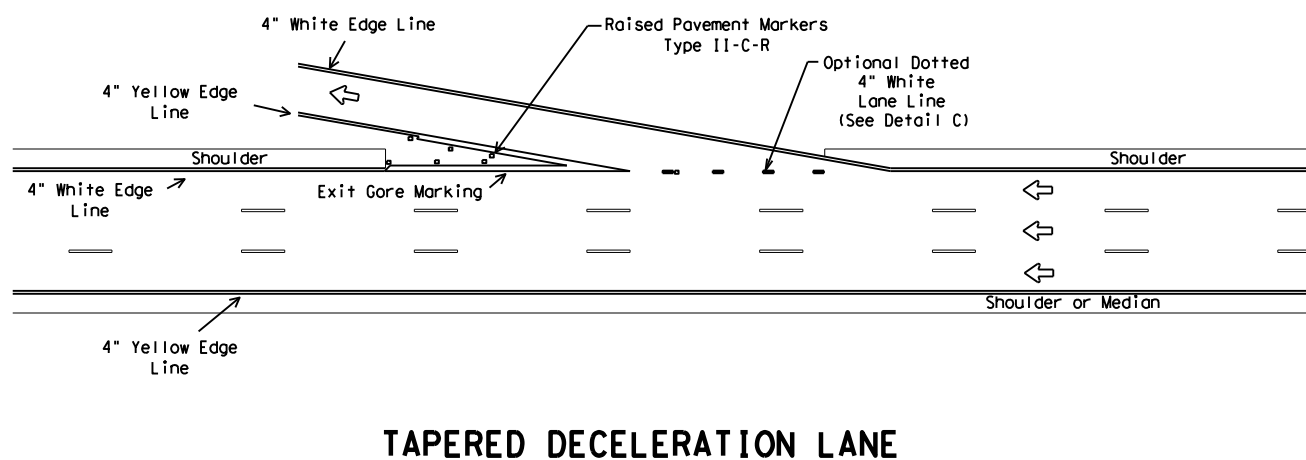 4" White Edge Line
Raised Pavement Markers
Type II-C-R
Optional Dotted
4" White
Lane Line
(See Detail C)
4" Yellow Edge
Line
Shoulder
Shoulder
4" White Edge
Line
Exit Gore Marking
Shoulder or Median
4" Yellow Edge
Line
TAPERED DECELERATION LANE